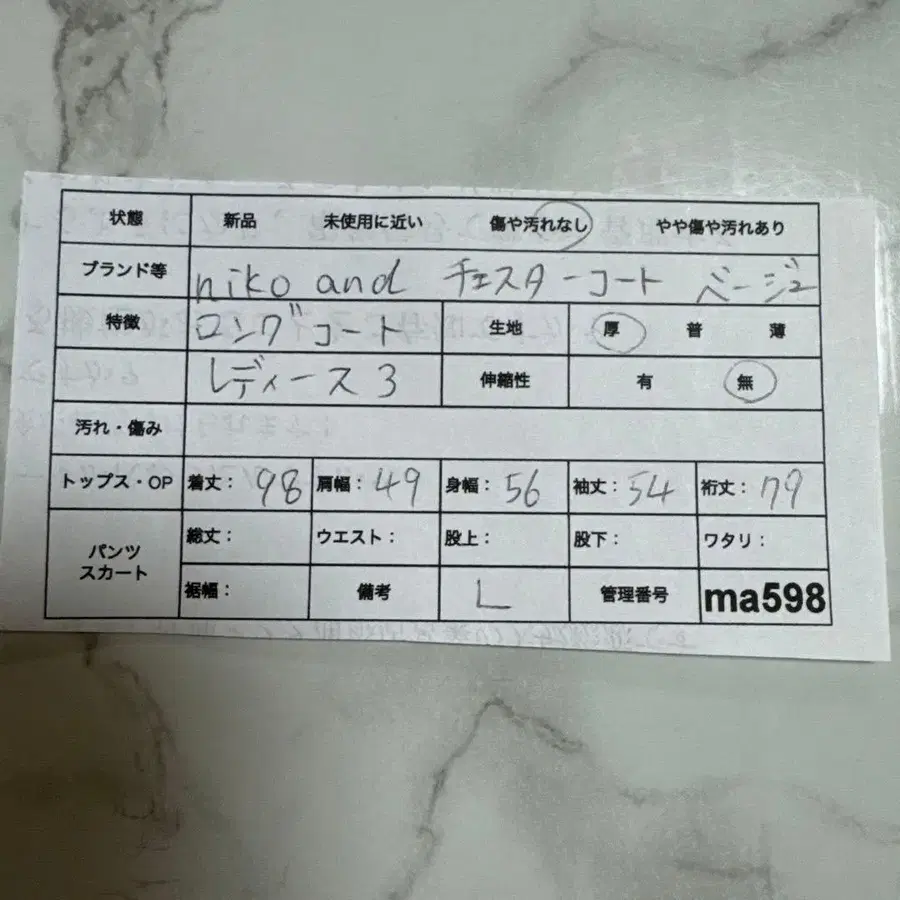 状態 新品 未使用に近い 傷や汚れなし やや傷や汚れあり
ブランド等 niko and チェスターコート ベージュ
特徴 ロングコート 生地 厚 普 薄
レディース3 伸縮性 有 無
汚れ・傷み
トップス・OP 着丈: 98 肩幅: 49 身幅: 56 袖丈: 54 裄丈: 79
パンツ スカート 総丈: ウエスト: 股上: 股下: ワタリ:
裾幅: 備考 L 管理番号 ma598